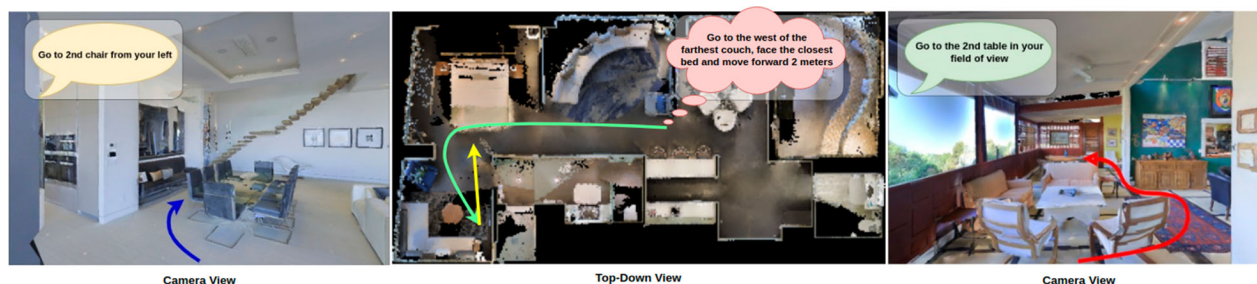 Go to 2nd chair from your left
Go to the west of the
farthest couch, face the closest
bed and move forward 2 meters
Go to the 2nd table in your
field of view
Camera View
Top-Down View
Camera View